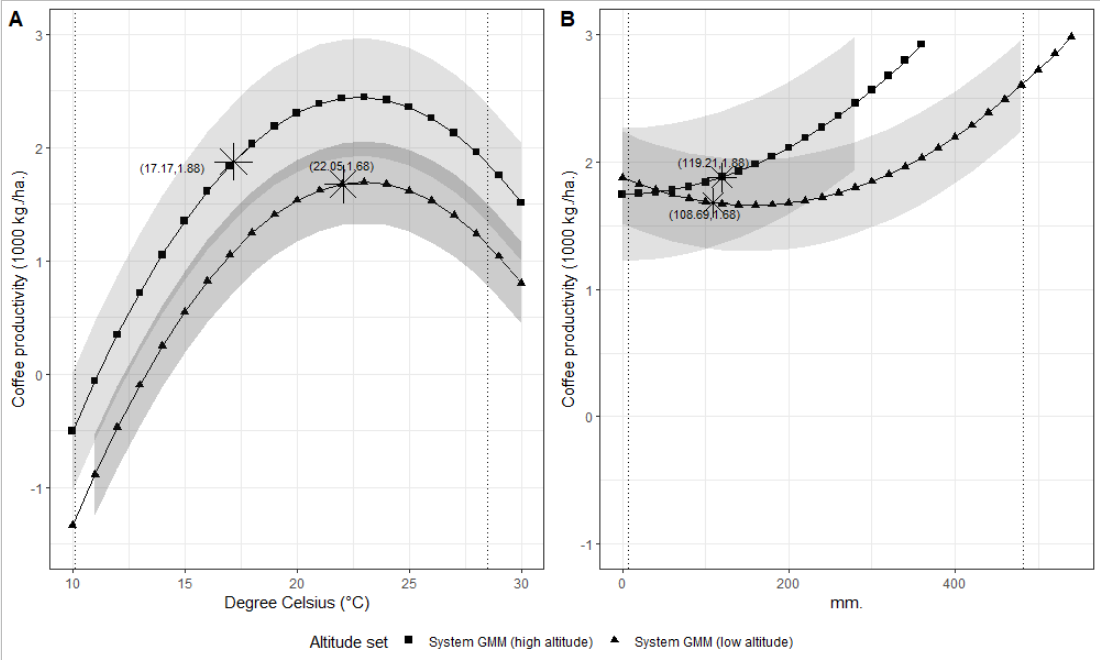 A
B
Coffee productivity (1000 kg./ha.)
3
2
1
0
-1
(17.17,1.88)
(22.05,1.68)
10
15
20
25
30
Degree Celsius (°C)
Coffee productivity (1000 kg./ha.)
3
2
1
0
-1
(119.21,1.88)
(108.69,1.68)
0
200
400
mm.
Altitude set
System GMM (high altitude)
System GMM (low altitude)